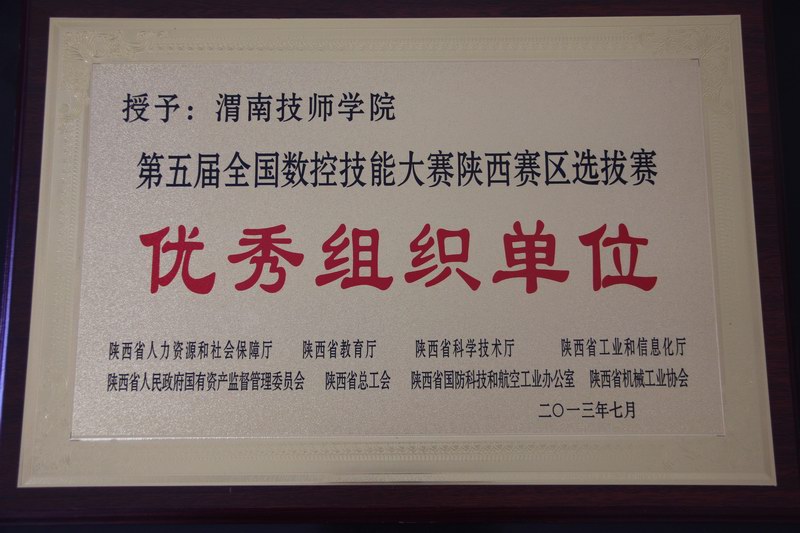 授予：渭南技师学院
第五届全国数控技能大赛陕西赛区选拔赛
优秀组织单位
陕西省人力资源和社会保障厅 陕西省教育厅 陕西省科学技术厅 陕西省工业和信息化厅
陕西省人民政府国有资产监督管理委员会 陕西省总工会 陕西省国防科技和航空工业办公室 陕西省机械工业协会
二〇一三年七月